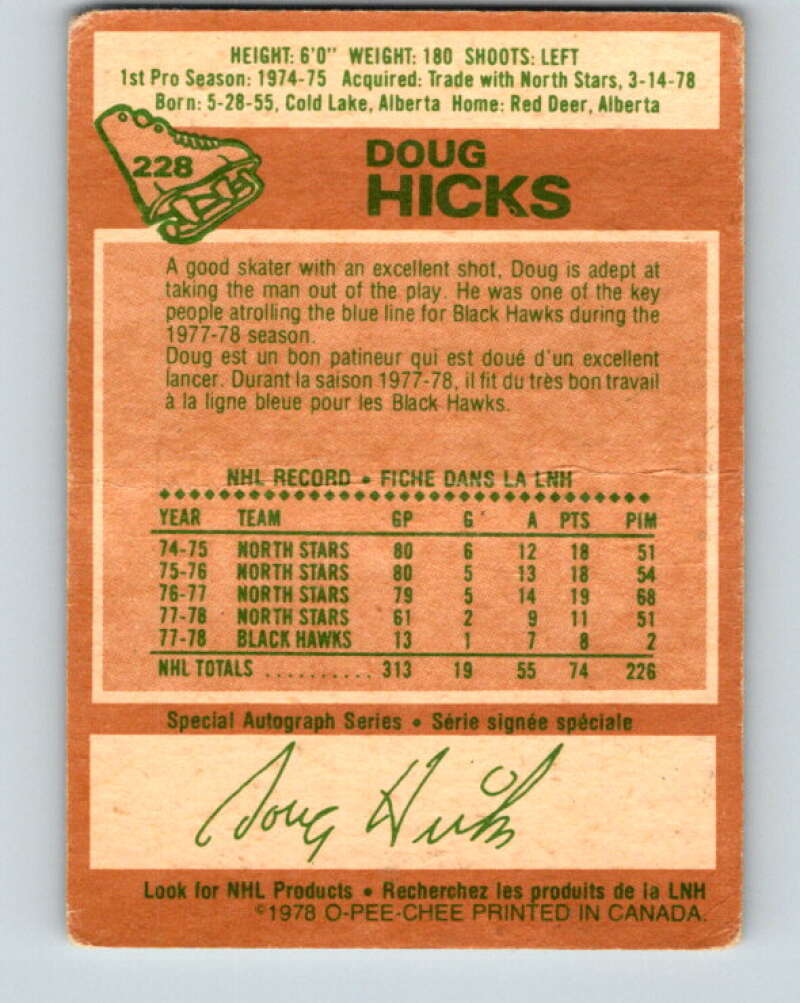 HEIGHT: 6'0" WEIGHT: 180 SHOOTS: LEFT
1st Pro Season: 1974-75 Acquired: Trade with North Stars, 3-14-78
Born: 5-28-55, Cold Lake, Alberta Home: Red Deer, Alberta
228
DOUG
HICKS
A good skater with an excellent shot, Doug is adept at
taking the man out of the play. He was one of the key
people atrolling the blue line for Black Hawks during the
1977-78 season.
Doug est un bon patineur qui est doué d'un excellent
lancer. Durant la saison 1977-78, il fit du très bon travail
à la ligne bleue pour les Black Hawks.
NHL RECORD • FICHE DANS LA LNH
YEAR TEAM GP G A PTS PIM
74-75 NORTH STARS 80 6 12 18 51
75-76 NORTH STARS 80 5 13 18 54
76-77 NORTH STARS 79 5 14 19 68
77-78 NORTH STARS 61 2 9 11 51
77-78 BLACK HAWKS 13 1 7 8 2
NHL TOTALS .......... 313 19 55 74 226
Special Autograph Series • Série signée spéciale
Doug Hicks
Look for NHL Products • Recherchez les produits de la LNH
©1978 O-PEE-CHEE PRINTED IN CANADA.